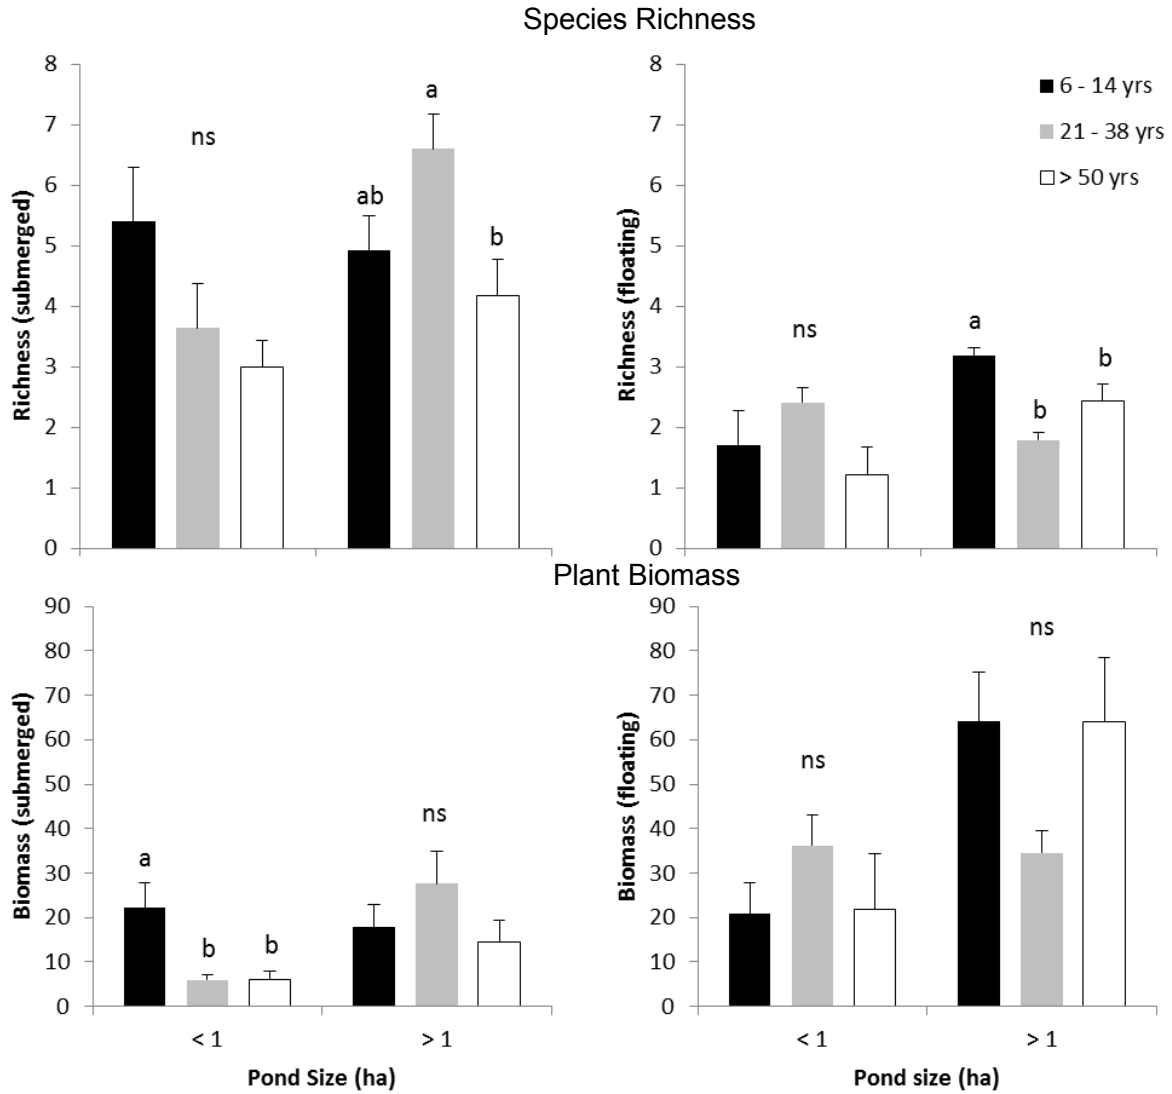 Species Richness
8
7
6
5
4
3
2
1
0
Richness (submerged)
ns
ab
a
b
8
7
6
5
4
3
2
1
0
Richness (floating)
ns
a
b
b
6 - 14 yrs
21 - 38 yrs
> 50 yrs
Plant Biomass
90
80
70
60
50
40
30
20
10
0
Biomass (submerged)
a
b
b
ns
< 1
> 1
Pond Size (ha)
90
80
70
60
50
40
30
20
10
0
Biomass (floating)
ns
ns
< 1
> 1
Pond size (ha)